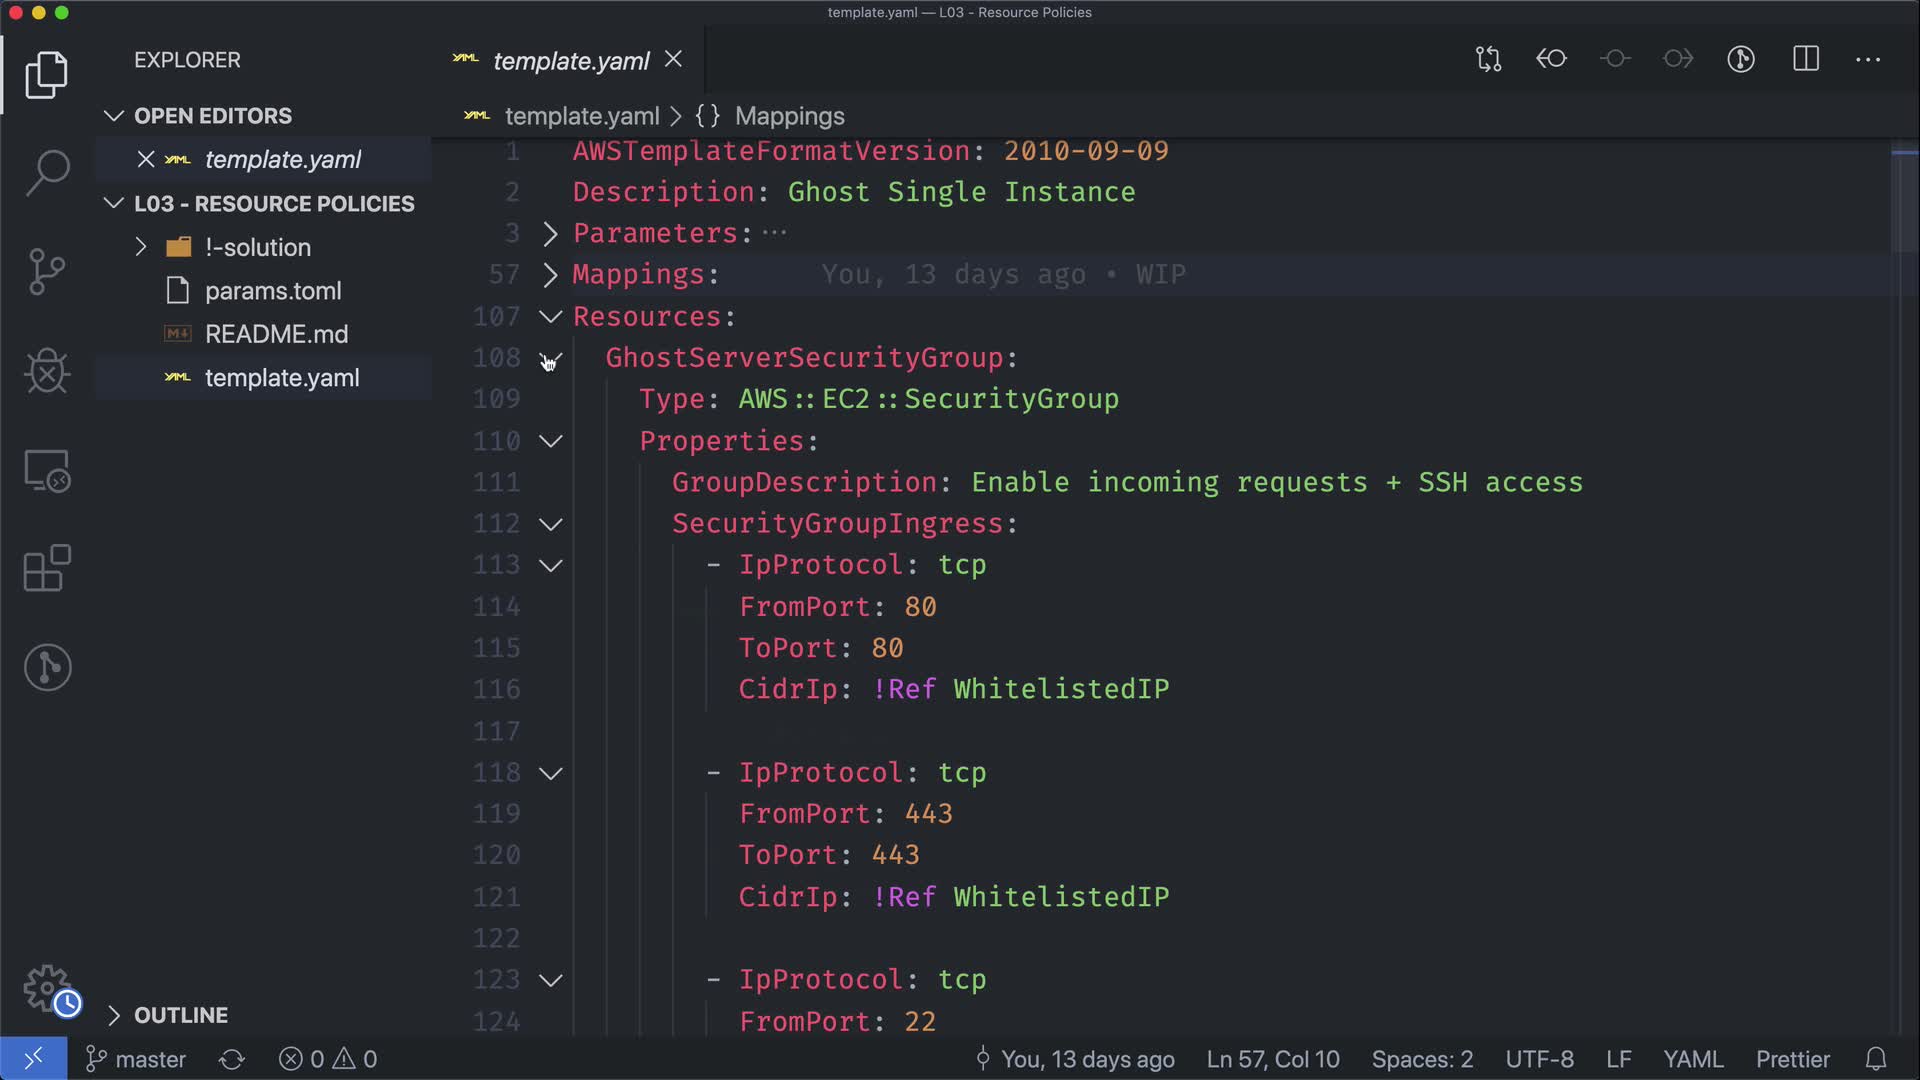 template.yaml — L03 - Resource Policies
EXPLORER
OPEN EDITORS
YAML template.yaml
L03 - RESOURCE POLICIES
!-solution
params.toml
M↓ README.md
YAML template.yaml
OUTLINE
YAML template.yaml
YAML template.yaml > {} Mappings
1 AWSTemplateFormatVersion: 2010-09-09
2 Description: Ghost Single Instance
3 Parameters: ···
57 Mappings: You, 13 days ago • WIP
107 Resources:
108 GhostServerSecurityGroup:
109 Type: AWS::EC2::SecurityGroup
110 Properties:
111 GroupDescription: Enable incoming requests + SSH access
112 SecurityGroupIngress:
113 - IpProtocol: tcp
114 FromPort: 80
115 ToPort: 80
116 CidrIp: !Ref WhitelistedIP
117
118 - IpProtocol: tcp
119 FromPort: 443
120 ToPort: 443
121 CidrIp: !Ref WhitelistedIP
122
123 - IpProtocol: tcp
124 FromPort: 22
master 0 0 You, 13 days ago Ln 57, Col 10 Spaces: 2 UTF-8 LF YAML Prettier